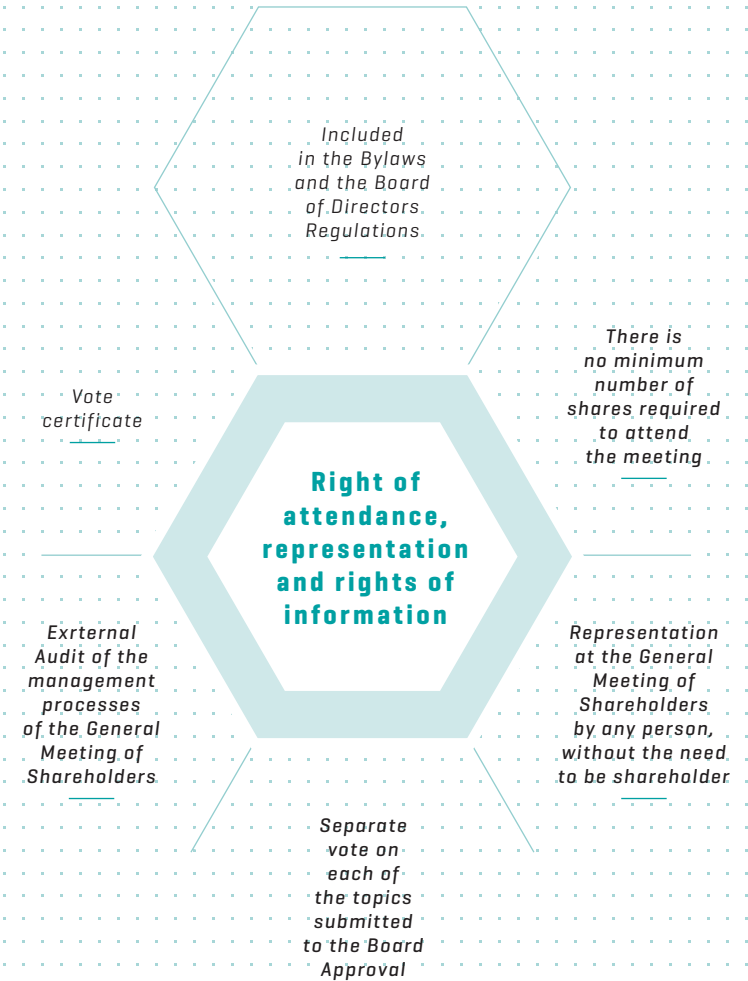 Included
in the Bylaws
and the Board
of Directors
Regulations
There is
no minimum
number of
shares required
to attend
the meeting
Vote
certificate
Right of
attendance,
representation
and rights of
information
Exrternal
Audit of the
management
processes
of the General
Meeting of
Shareholders
Representation
at the General
Meeting of
Shareholders
by any person,
without the need
to be shareholder
Separate
vote on
each of
the topics
submitted
to the Board
Approval